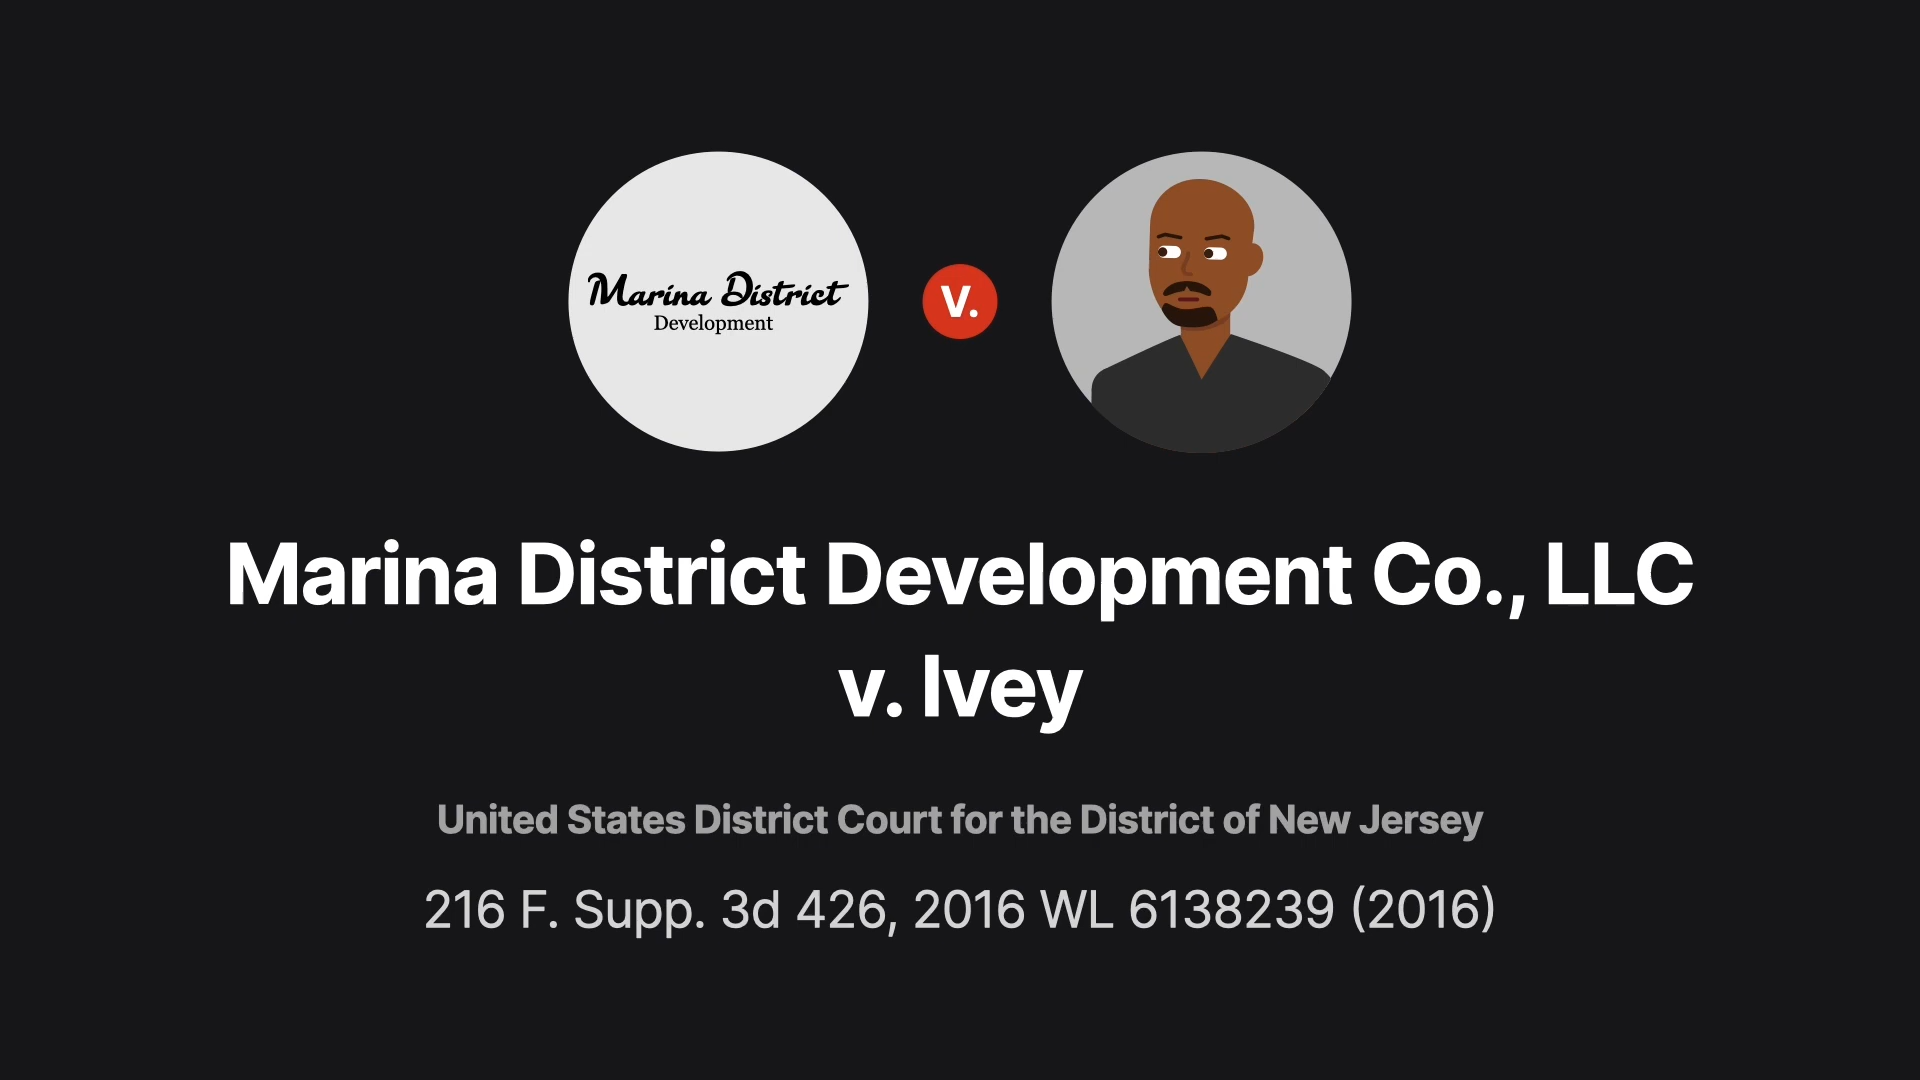 Marina District
Development
V.
Marina District Development Co., LLC
v. Ivey
United States District Court for the District of New Jersey
216 F. Supp. 3d 426, 2016 WL 6138239 (2016)